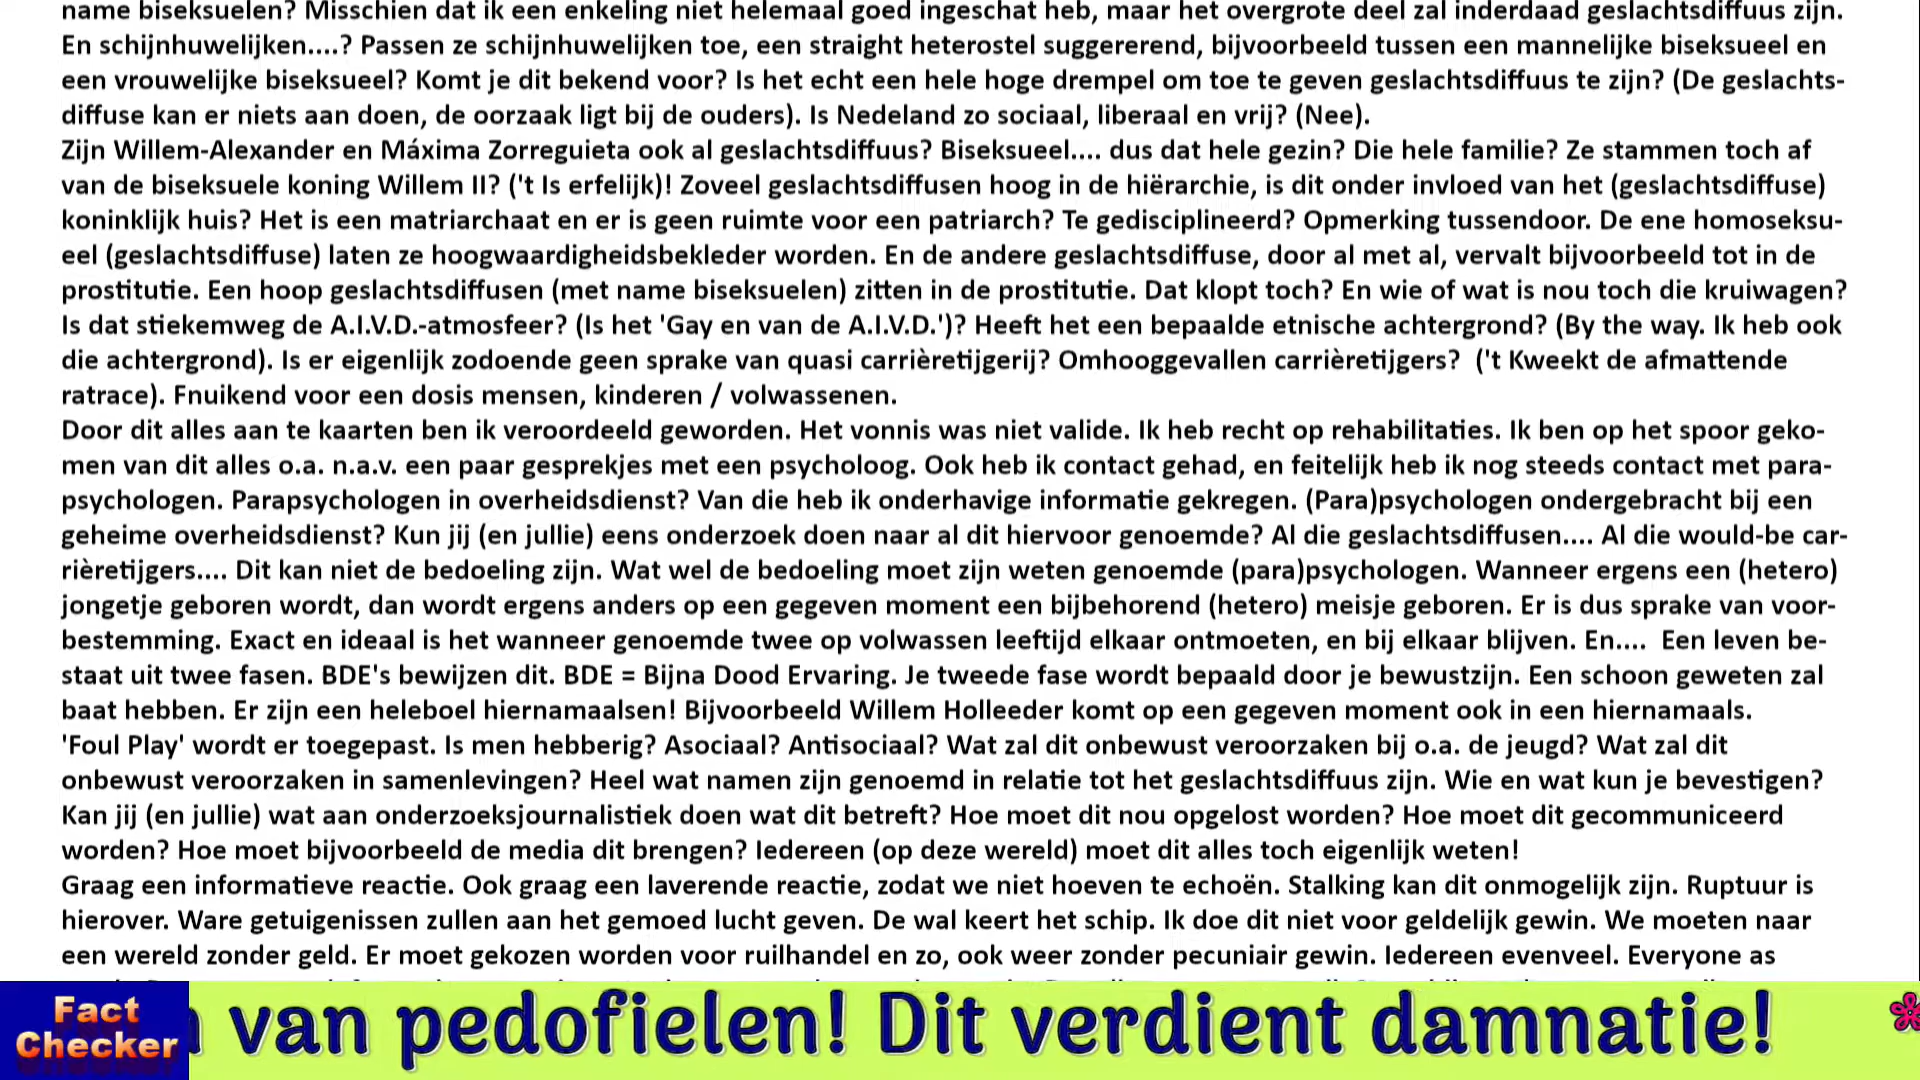 name biseksuelen? Misschien dat ik een enkeling niet helemaal goed ingeschat heb, maar het overgrote deel zal inderdaad geslachtsdiffuus zijn.
En schijnhuwelijken....? Passen ze schijnhuwelijken toe, een straight heterostel suggererend, bijvoorbeeld tussen een mannelijke biseksueel en
een vrouwelijke biseksueel? Komt je dit bekend voor? Is het echt een hele hoge drempel om toe te geven geslachtsdiffuus te zijn? (De geslachts-
diffuse kan er niets aan doen, de oorzaak ligt bij de ouders). Is Nedeland zo sociaal, liberaal en vrij? (Nee).
Zijn Willem-Alexander en Máxima Zorreguieta ook al geslachtsdiffuus? Biseksueel.... dus dat hele gezin? Die hele familie? Ze stammen toch af
van de biseksuele koning Willem II? ('t Is erfelijk)! Zoveel geslachtsdiffusen hoog in de hiërarchie, is dit onder invloed van het (geslachtsdiffuse)
koninklijk huis? Het is een matriarchaat en er is geen ruimte voor een patriarch? Te gedisciplineerd? Opmerking tussendoor. De ene homoseksu-
eel (geslachtsdiffuse) laten ze hoogwaardigheidsbekleder worden. En de andere geslachtsdiffuse, door al met al, vervalt bijvoorbeeld tot in de
prostitutie. Een hoop geslachtsdiffusen (met name biseksuelen) zitten in de prostitutie. Dat klopt toch? En wie of wat is nou toch die kruiwagen?
Is dat stiekemweg de A.I.V.D.-atmosfeer? (Is het 'Gay en van de A.I.V.D.')? Heeft het een bepaalde etnische achtergrond? (By the way. Ik heb ook
die achtergrond). Is er eigenlijk zodoende geen sprake van quasi carrièretijgerij? Omhooggevallen carrièretijgers?  ('t Kweekt de afmattende
ratrace). Fnuikend voor een dosis mensen, kinderen / volwassenen.
Door dit alles aan te kaarten ben ik veroordeeld geworden. Het vonnis was niet valide. Ik heb recht op rehabilitaties. Ik ben op het spoor geko-
men van dit alles o.a. n.a.v. een paar gesprekjes met een psycholoog. Ook heb ik contact gehad, en feitelijk heb ik nog steeds contact met para-
psychologen. Parapsychologen in overheidsdienst? Van die heb ik onderhavige informatie gekregen. (Para)psychologen ondergebracht bij een
geheime overheidsdienst? Kun jij (en jullie) eens onderzoek doen naar al dit hiervoor genoemde? Al die geslachtsdiffusen.... Al die would-be car-
rièretijgers.... Dit kan niet de bedoeling zijn. Wat wel de bedoeling moet zijn weten genoemde (para)psychologen. Wanneer ergens een (hetero)
jongetje geboren wordt, dan wordt ergens anders op een gegeven moment een bijbehorend (hetero) meisje geboren. Er is dus sprake van voor-
bestemming. Exact en ideaal is het wanneer genoemde twee op volwassen leeftijd elkaar ontmoeten, en bij elkaar blijven. En....  Een leven be-
staat uit twee fasen. BDE's bewijzen dit. BDE = Bijna Dood Ervaring. Je tweede fase wordt bepaald door je bewustzijn. Een schoon geweten zal
baat hebben. Er zijn een heleboel hiernamaalsen! Bijvoorbeeld Willem Holleeder komt op een gegeven moment ook in een hiernamaals.
'Foul Play' wordt er toegepast. Is men hebberig? Asociaal? Antisociaal? Wat zal dit onbewust veroorzaken bij o.a. de jeugd? Wat zal dit
onbewust veroorzaken in samenlevingen? Heel wat namen zijn genoemd in relatie tot het geslachtsdiffuus zijn. Wie en wat kun je bevestigen?
Kan jij (en jullie) wat aan onderzoeksjournalistiek doen wat dit betreft? Hoe moet dit nou opgelost worden? Hoe moet dit gecommuniceerd
worden? Hoe moet bijvoorbeeld de media dit brengen? Iedereen (op deze wereld) moet dit alles toch eigenlijk weten!
Graag een informatieve reactie. Ook graag een laverende reactie, zodat we niet hoeven te echoën. Stalking kan dit onmogelijk zijn. Ruptuur is
hierover. Ware getuigenissen zullen aan het gemoed lucht geven. De wal keert het schip. Ik doe dit niet voor geldelijk gewin. We moeten naar
een wereld zonder geld. Er moet gekozen worden voor ruilhandel en zo, ook weer zonder pecuniair gewin. Iedereen evenveel. Everyone as
Fact
Checker
van pedofielen! Dit verdient damnatie!